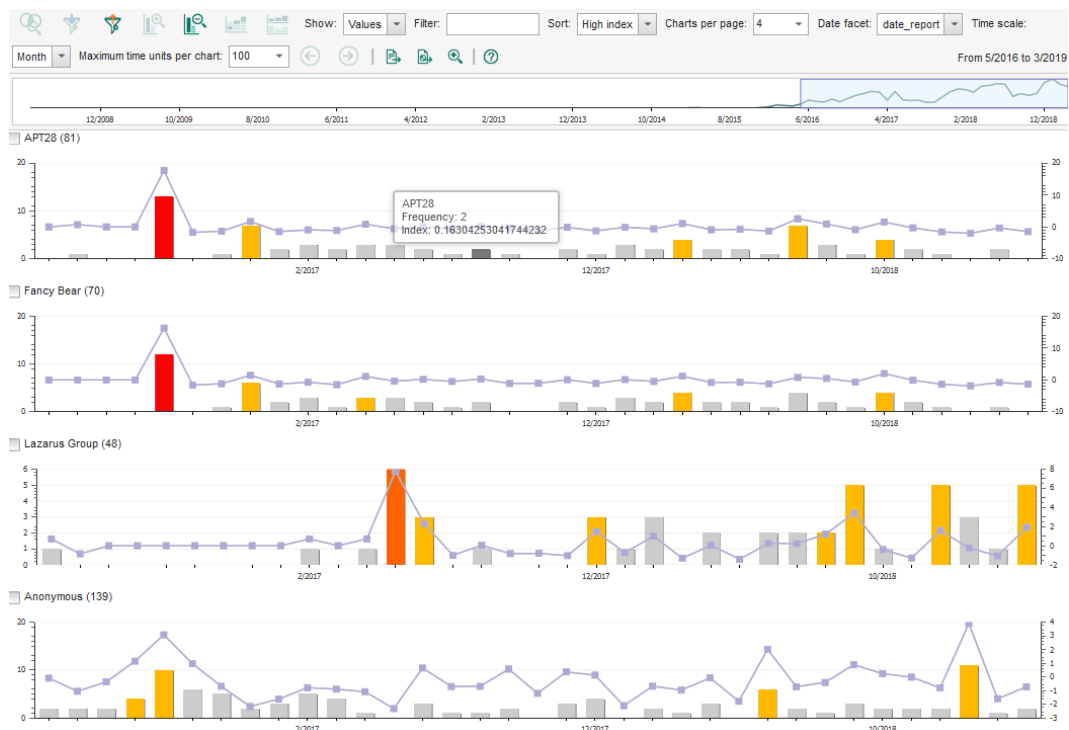 Show: Values Filter: Sort: High index Charts per page: 4 Date facet: date_report Time scale:
Month Maximum time units per chart: 100 From 5/2016 to 3/2019
12/2008 10/2009 8/2010 6/2011 4/2012 2/2013 12/2013 10/2014 8/2015 6/2016 4/2017 2/2018 12/2018
APT28 (81)
20 20
10 10
0
0 -10
APT28
Frequency: 2
Index: 0.16304253041744232
2/2017 12/2017 10/2018
Fancy Bear (70)
20 20
10 10
0
0 -10
2/2017 12/2017 10/2018
Lazarus Group (48)
6 8
5 6
4 4
3
2 2
1 0
0 -2
2/2017 12/2017 10/2018
Anonymous (139)
20 4
3
2
10 1
0
-1
-2
0 -3
2/2017 12/2017 10/2018